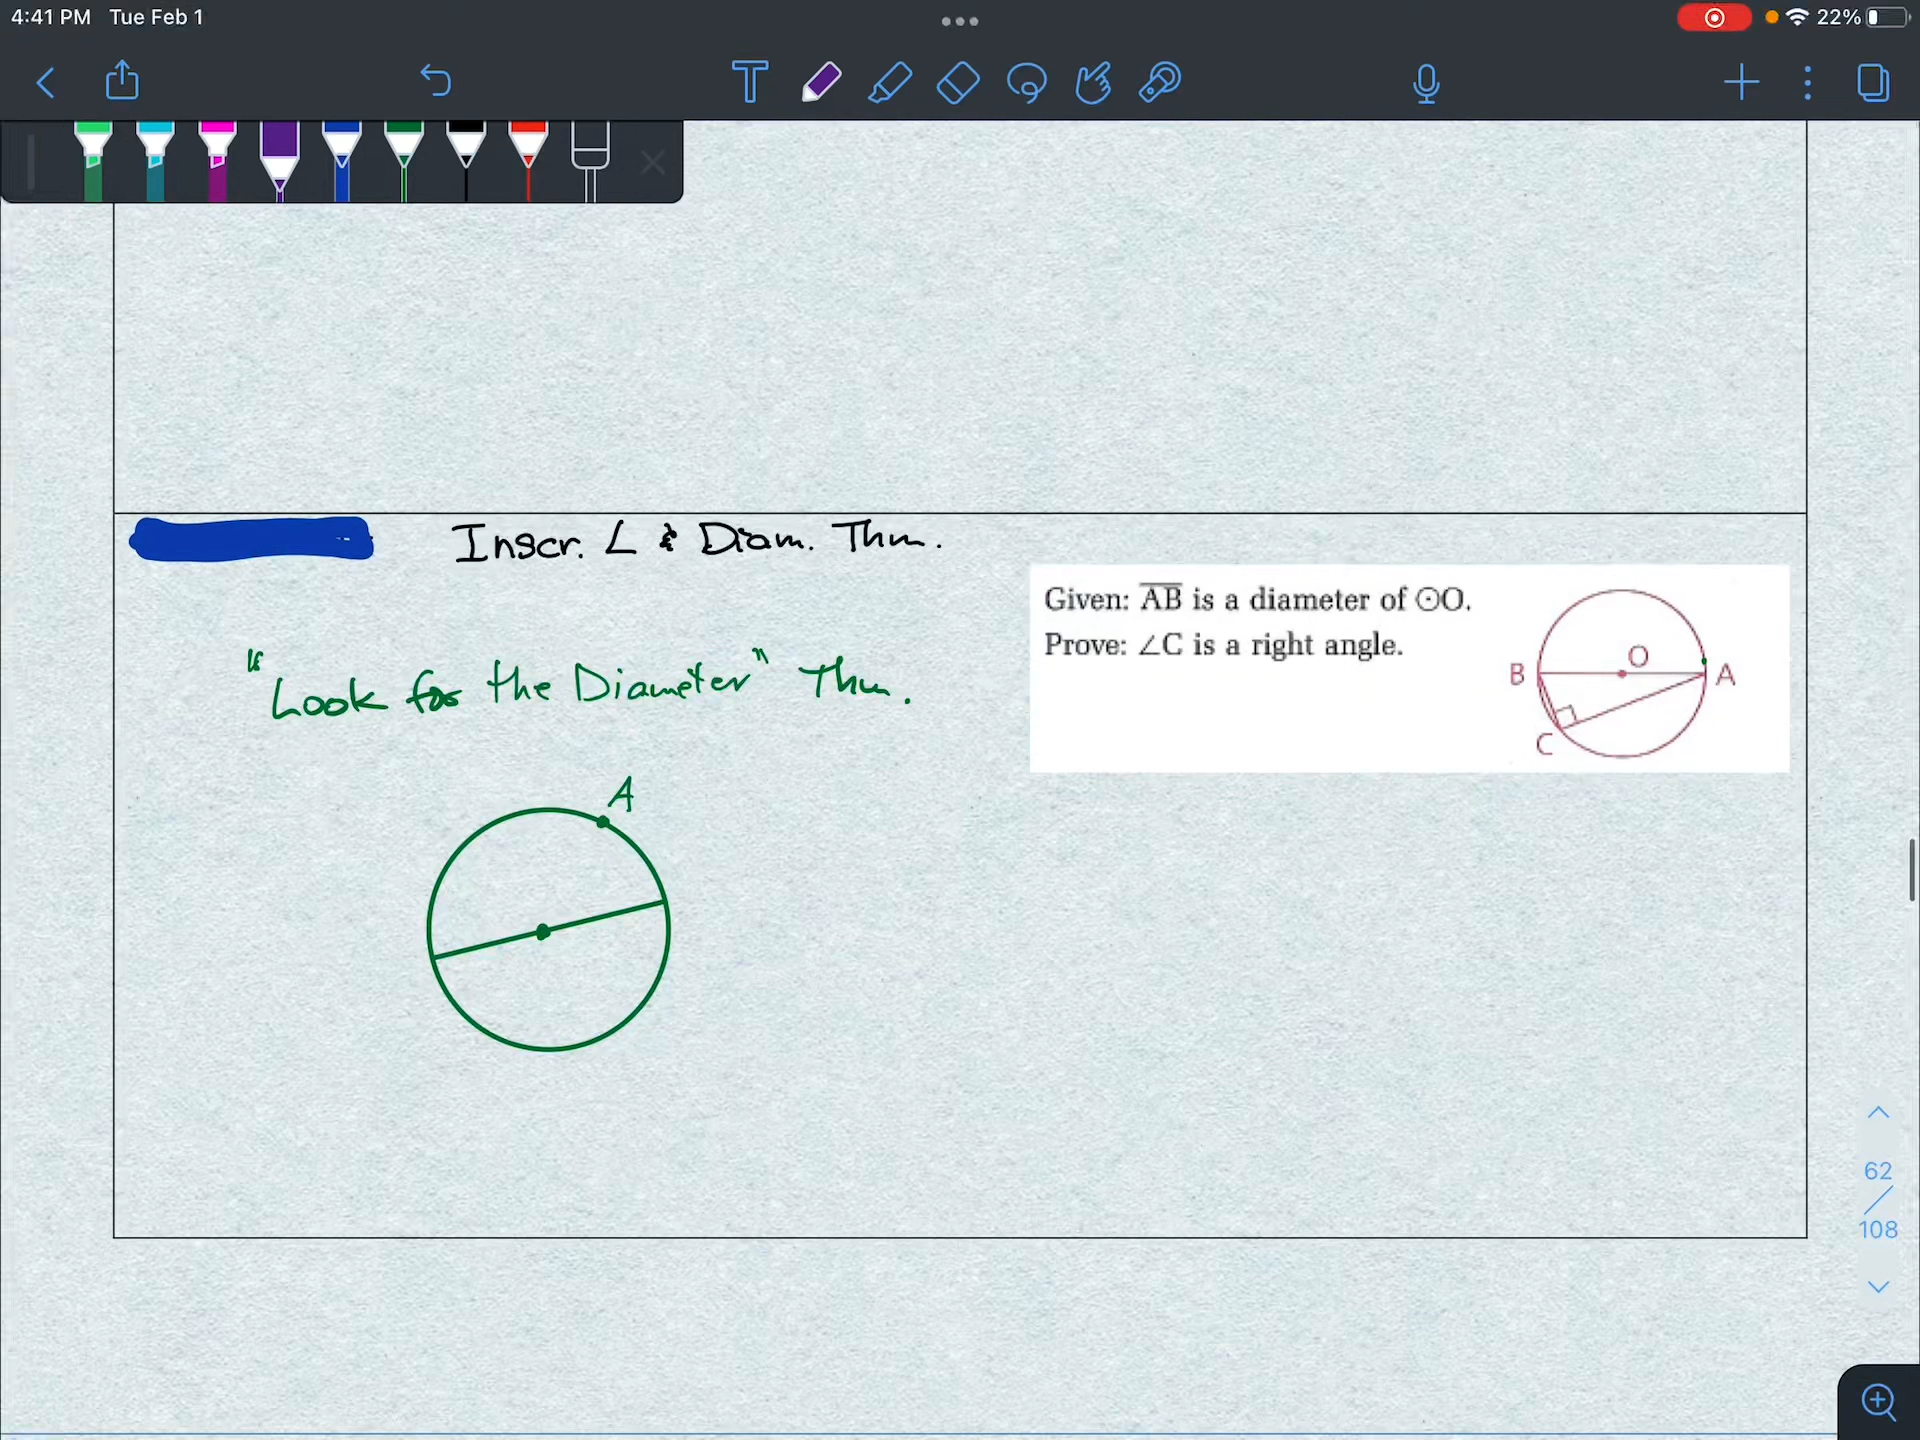 4:41 PM Tue Feb 1
22%
T
Inscr. ∠ & Diam. Thm.
"Look for the Diameter" Thm.
A
Given: AB is a diameter of ⊙O.
Prove: ∠C is a right angle.
O
B
A
C
62
/
108